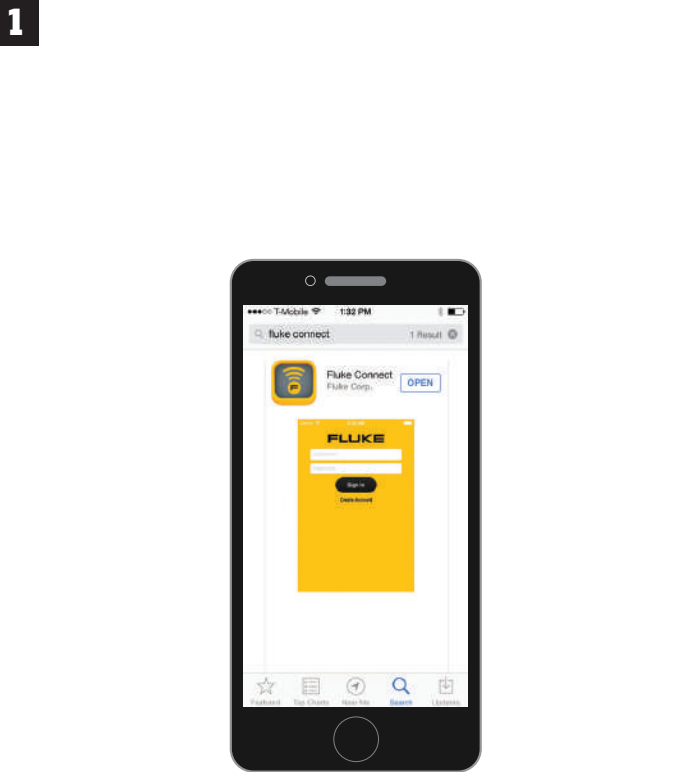 1
T-Mobile 1:32 PM
fluke connect 1 Result
Fluke Connect
Fluke Corp.
OPEN
FLUKE
Sign In
Create Account
Featured Top Charts Near Me Search Updates